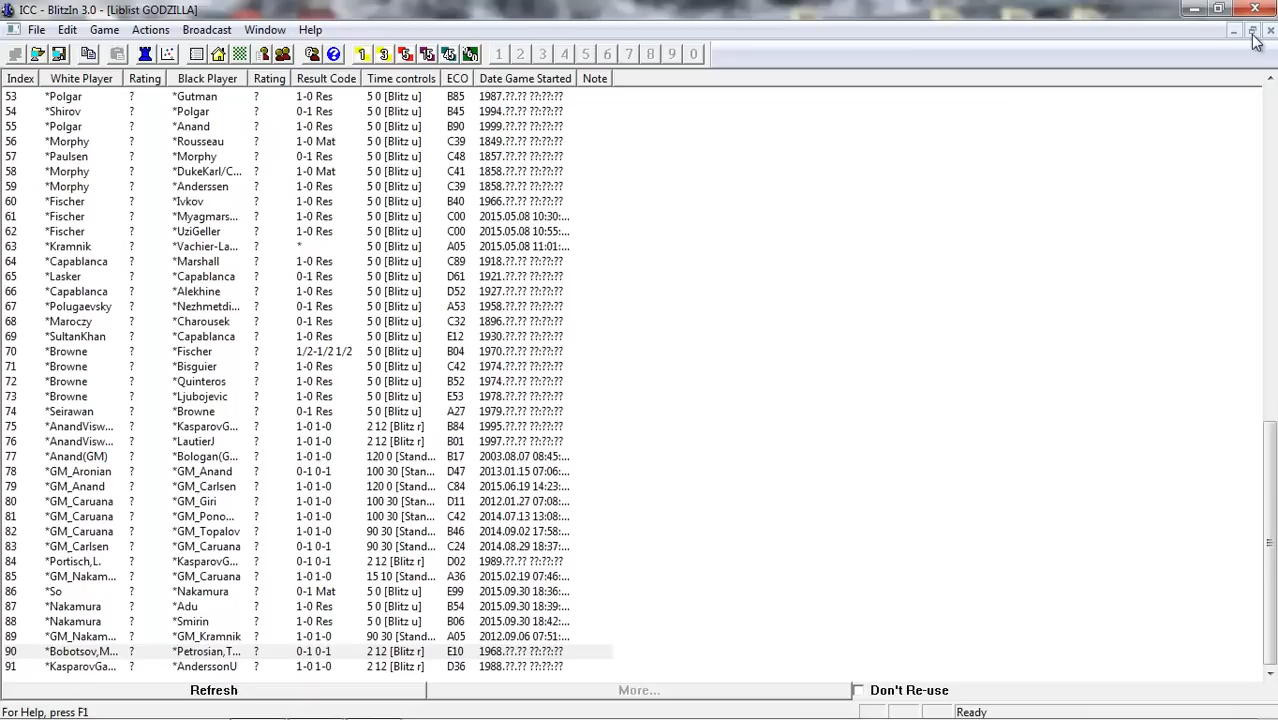 ICC - BlitzIn 3.0 - [Liblist GODZILLA]
File Edit Game Actions Broadcast Window Help
1 3 5 15 45 1 2 3 4 5 6 7 8 9 0
Index White Player Rating Black Player Rating Result Code Time controls ECO Date Game Started Note
53 *Polgar ? *Gutman ? 1-0 Res 5 0 [Blitz u] B85 1987.??.?? ??:??:??
54 *Shirov ? *Polgar ? 0-1 Res 5 0 [Blitz u] B45 1994.??.?? ??:??:??
55 *Polgar ? *Anand ? 1-0 Res 5 0 [Blitz u] B90 1999.??.?? ??:??:??
56 *Morphy ? *Rousseau ? 1-0 Mat 5 0 [Blitz u] C39 1849.??.?? ??:??:??
57 *Paulsen ? *Morphy ? 0-1 Res 5 0 [Blitz u] C48 1857.??.?? ??:??:??
58 *Morphy ? *DukeKarl/C... ? 1-0 Mat 5 0 [Blitz u] C41 1858.??.?? ??:??:??
59 *Morphy ? *Anderssen ? 1-0 Res 5 0 [Blitz u] C39 1858.??.?? ??:??:??
60 *Fischer ? *Ivkov ? 1-0 Res 5 0 [Blitz u] B40 1966.??.?? ??:??:??
61 *Fischer ? *Myagmars... ? 1-0 Res 5 0 [Blitz u] C00 2015.05.08 10:30:...
62 *Fischer ? *UziGeller ? 1-0 Res 5 0 [Blitz u] C00 2015.05.08 10:55:...
63 *Kramnik ? *Vachier-La... ? * 5 0 [Blitz u] A05 2015.05.08 11:01:...
64 *Capablanca ? *Marshall ? 1-0 Res 5 0 [Blitz u] C89 1918.??.?? ??:??:??
65 *Lasker ? *Capablanca ? 0-1 Res 5 0 [Blitz u] D61 1921.??.?? ??:??:??
66 *Capablanca ? *Alekhine ? 1-0 Res 5 0 [Blitz u] D52 1927.??.?? ??:??:??
67 *Polugaevsky ? *Nezhmetdi... ? 0-1 Res 5 0 [Blitz u] A53 1958.??.?? ??:??:??
68 *Maroczy ? *Charousek ? 0-1 Res 5 0 [Blitz u] C32 1896.??.?? ??:??:??
69 *SultanKhan ? *Capablanca ? 1-0 Res 5 0 [Blitz u] E12 1930.??.?? ??:??:??
70 *Browne ? *Fischer ? 1/2-1/2 1/2 5 0 [Blitz u] B04 1970.??.?? ??:??:??
71 *Browne ? *Bisguier ? 1-0 Res 5 0 [Blitz u] C42 1974.??.?? ??:??:??
72 *Browne ? *Quinteros ? 1-0 Res 5 0 [Blitz u] B52 1974.??.?? ??:??:??
73 *Browne ? *Ljubojevic ? 1-0 Res 5 0 [Blitz u] E53 1978.??.?? ??:??:??
74 *Seirawan ? *Browne ? 0-1 Res 5 0 [Blitz u] A27 1979.??.?? ??:??:??
75 *AnandVisw... ? *KasparovG... ? 1-0 1-0 2 12 [Blitz r] B84 1995.??.?? ??:??:??
76 *AnandVisw... ? *LautierJ ? 1-0 1-0 2 12 [Blitz r] B01 1997.??.?? ??:??:??
77 *Anand(GM) ? *Bologan(G... ? 1-0 1-0 120 0 [Stand... B17 2003.08.07 08:45:...
78 *GM_Aronian ? *GM_Anand ? 0-1 0-1 100 30 [Stan... D47 2013.01.15 07:06:...
79 *GM_Anand ? *GM_Carlsen ? 1-0 1-0 120 0 [Stand... C84 2015.06.19 14:23:...
80 *GM_Caruana ? *GM_Giri ? 1-0 1-0 100 30 [Stan... D11 2012.01.27 07:08:...
81 *GM_Caruana ? *GM_Pono... ? 1-0 1-0 100 30 [Stan... C42 2014.07.13 13:08:...
82 *GM_Caruana ? *GM_Topalov ? 1-0 1-0 90 30 [Stand... B46 2014.09.02 17:58:...
83 *GM_Carlsen ? *GM_Caruana ? 0-1 0-1 90 30 [Stand... C24 2014.08.29 18:37:...
84 *Portisch,L. ? *KasparovG... ? 0-1 0-1 2 12 [Blitz r] D02 1989.??.?? ??:??:??
85 *GM_Nakam... ? *GM_Caruana ? 1-0 1-0 15 10 [Stand... A36 2015.02.19 07:46:...
86 *So ? *Nakamura ? 0-1 Mat 5 0 [Blitz u] E99 2015.09.30 18:36:...
87 *Nakamura ? *Adu ? 1-0 Res 5 0 [Blitz u] B54 2015.09.30 18:39:...
88 *Nakamura ? *Smirin ? 1-0 Res 5 0 [Blitz u] B06 2015.09.30 18:42:...
89 *GM_Nakam... ? *GM_Kramnik ? 1-0 1-0 90 30 [Stand... A05 2012.09.06 07:51:...
90 *Bobotsov,M... ? *Petrosian,T... ? 0-1 0-1 2 12 [Blitz r] E10 1968.??.?? ??:??:??
91 *KasparovGa... ? *AnderssonU ? 1-0 1-0 2 12 [Blitz r] D36 1988.??.?? ??:??:??
Refresh More... Don't Re-use
For Help, press F1 Ready